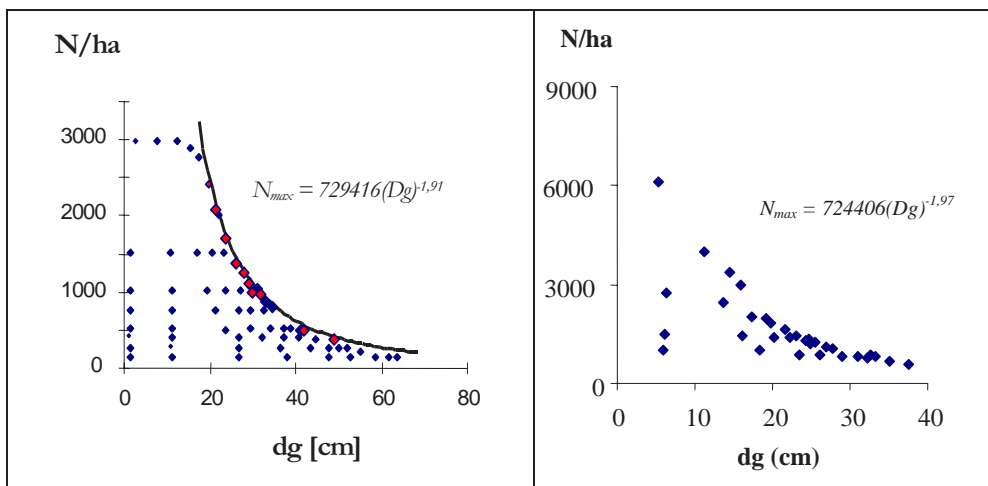 N/ha
3000
2000
1000
0
0 20 40 60 80
dg [cm]
Nmax = 729416(Dg)-1,91
N/ha
9000
6000
3000
0
0 10 20 30 40
dg (cm)
Nmax = 724406(Dg)-1,97